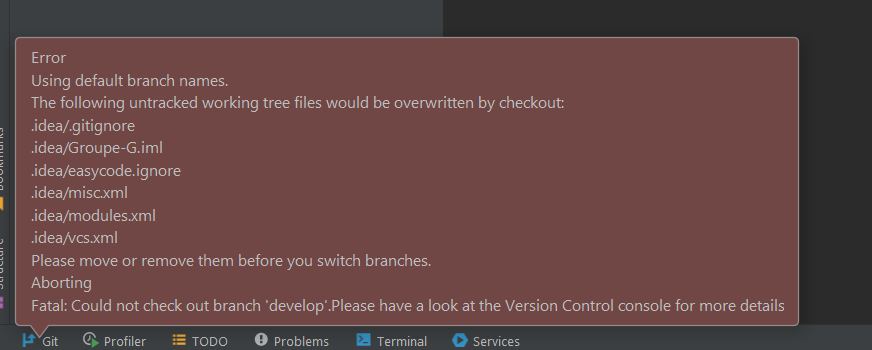 Error
Using default branch names.
The following untracked working tree files would be overwritten by checkout:
.idea/.gitignore
.idea/Groupe-G.iml
.idea/easycode.ignore
.idea/misc.xml
.idea/modules.xml
.idea/vcs.xml
Please move or remove them before you switch branches.
Aborting
Fatal: Could not check out branch 'develop'.Please have a look at the Version Control console for more details
Git Profiler TODO Problems Terminal Services